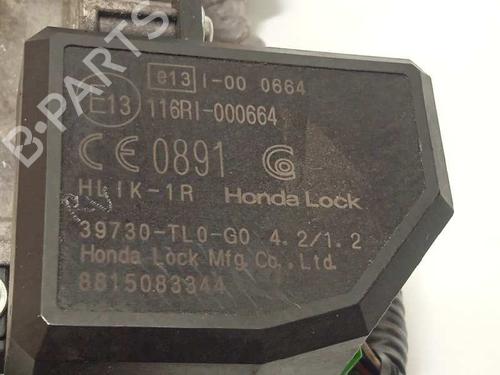 e13 I-00 0664
E13 116RI-000664
CE 0891
HLIK-1R Honda Lock
39730-TL0-G0 4.2/1.2
Honda Lock Mfg.Co.,Ltd.
8815083344
B-PARTS